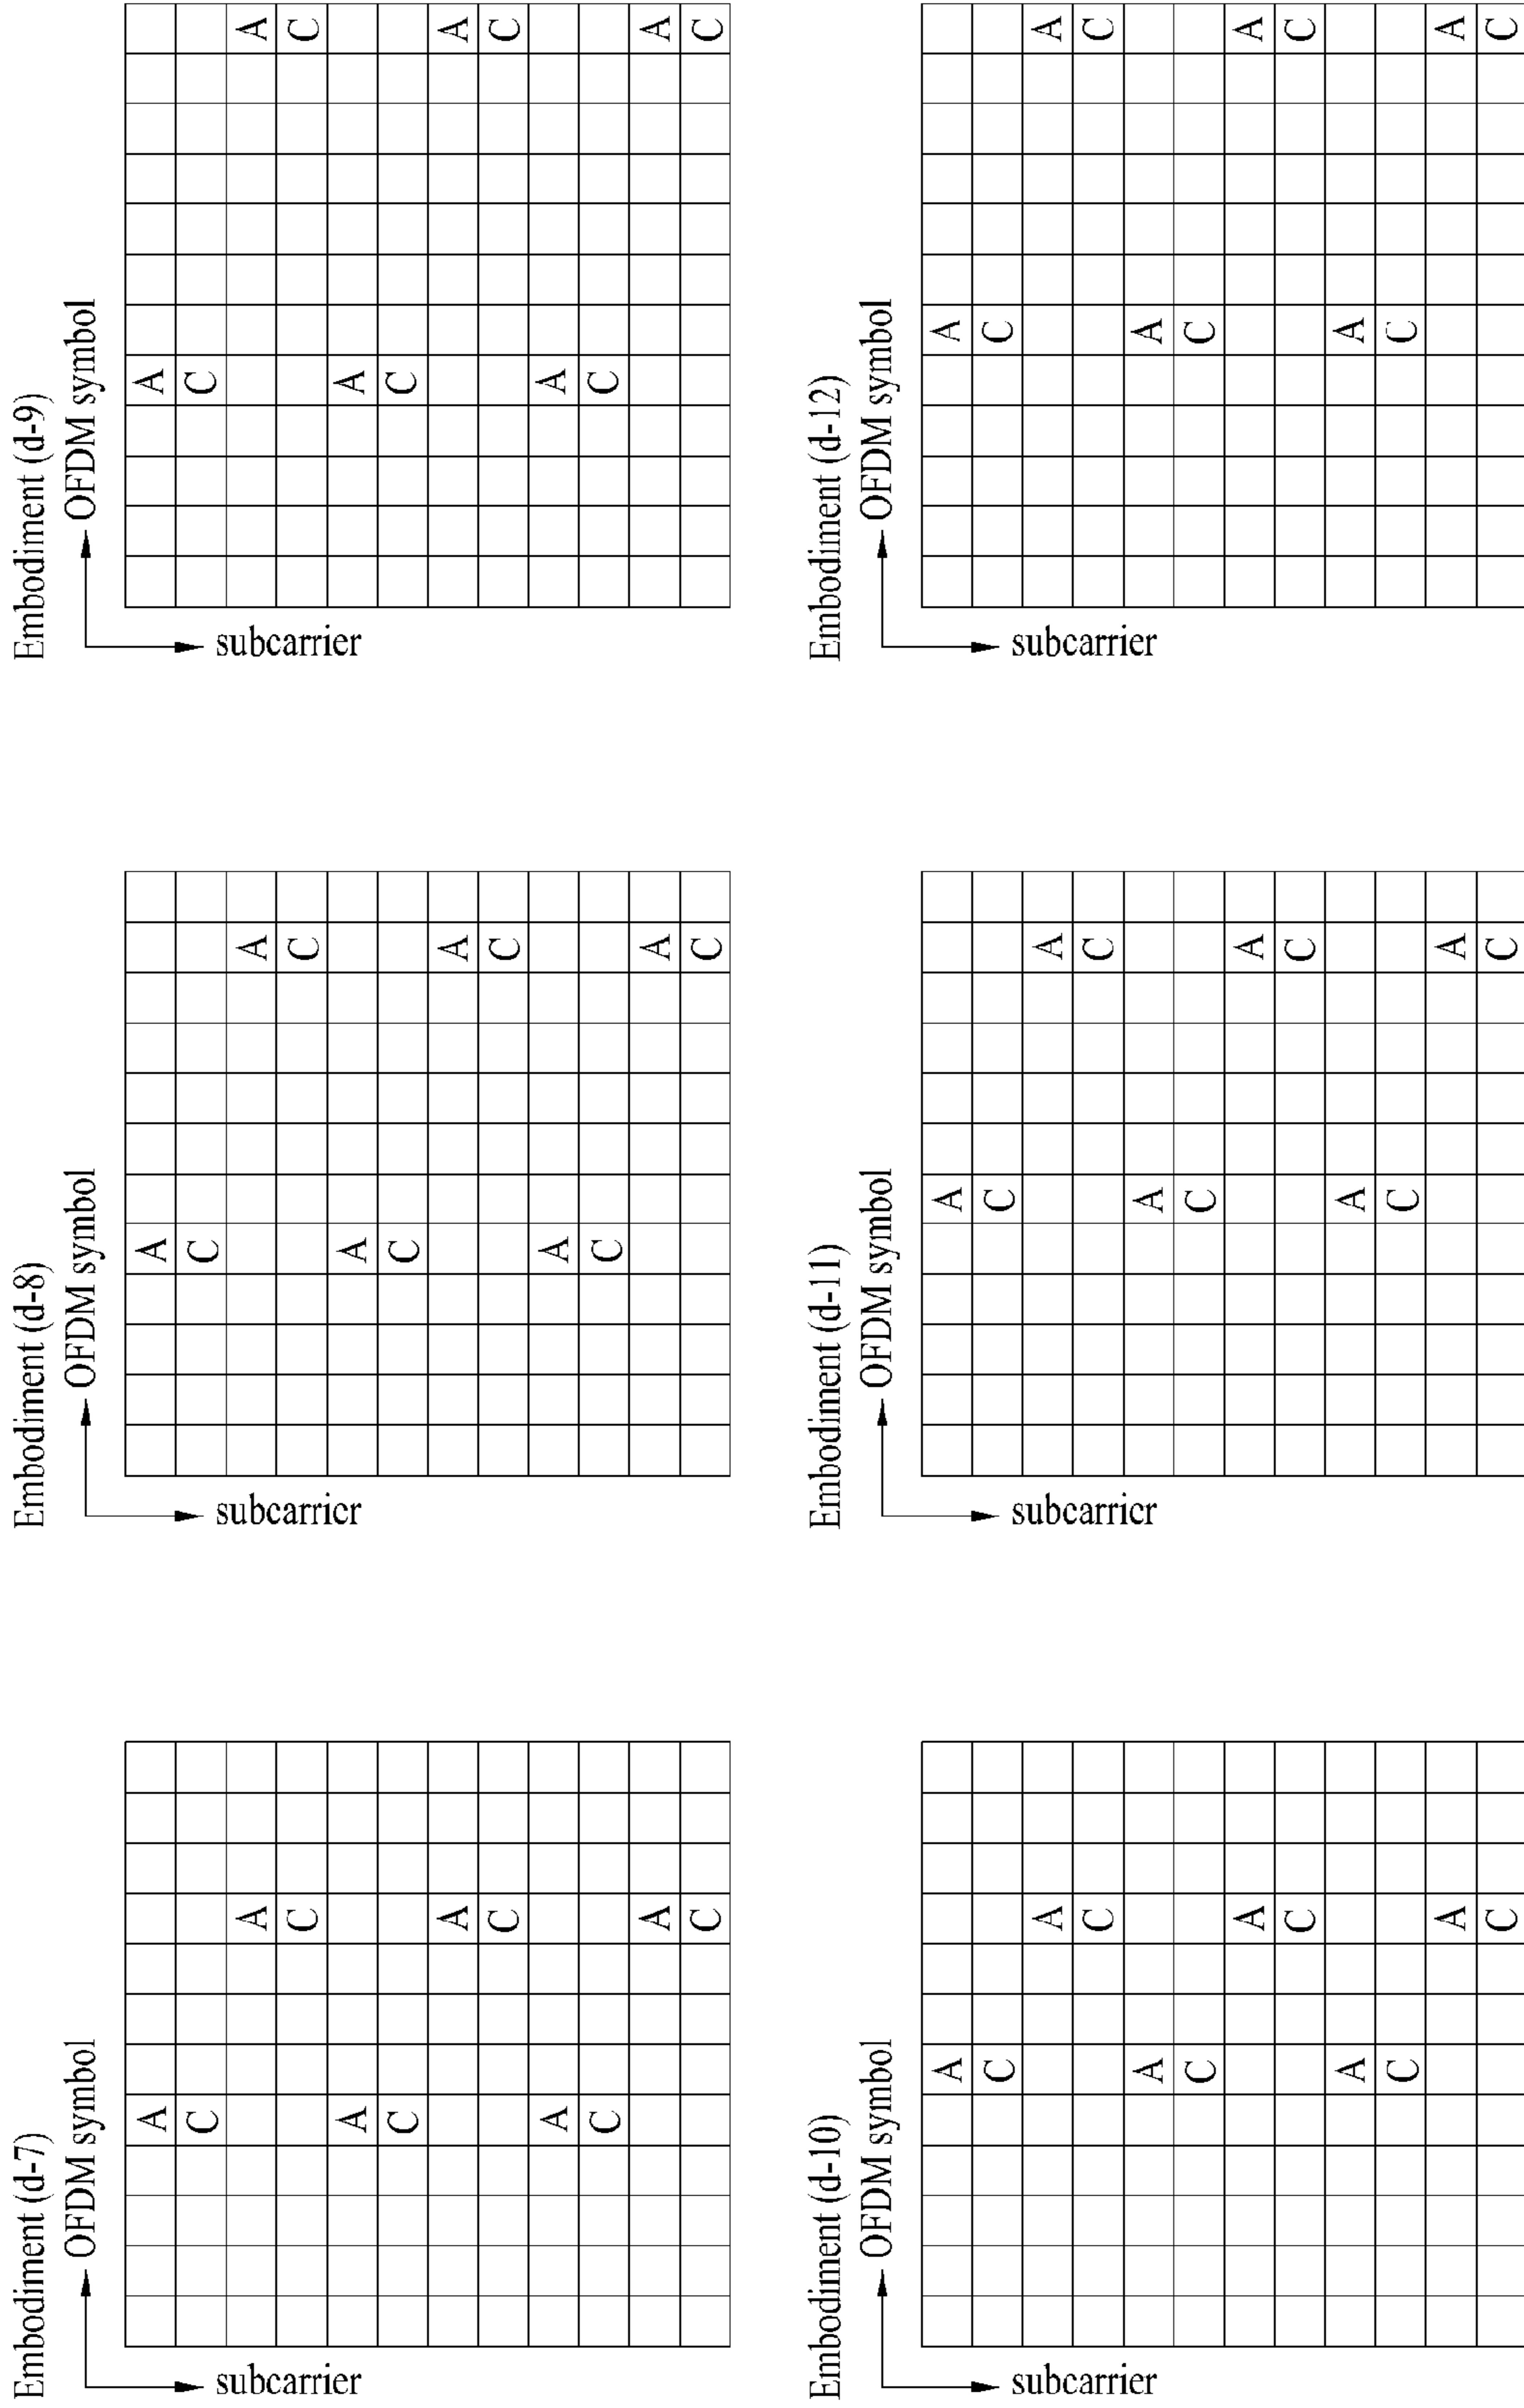 Embodiment (d-7)
OFDM symbol
subcarrier
A
C
A
C
A
C
A
C
A
C
A
C
Embodiment (d-8)
OFDM symbol
subcarrier
A
C
A
C
A
C
A
C
A
C
A
C
Embodiment (d-9)
OFDM symbol
subcarrier
A
C
A
C
A
C
A
C
A
C
A
C
Embodiment (d-10)
OFDM symbol
subcarrier
A
C
A
C
A
C
A
C
A
C
A
C
Embodiment (d-11)
OFDM symbol
subcarrier
A
C
A
C
A
C
A
C
A
C
A
C
Embodiment (d-12)
OFDM symbol
subcarrier
A
C
A
C
A
C
A
C
A
C
A
C